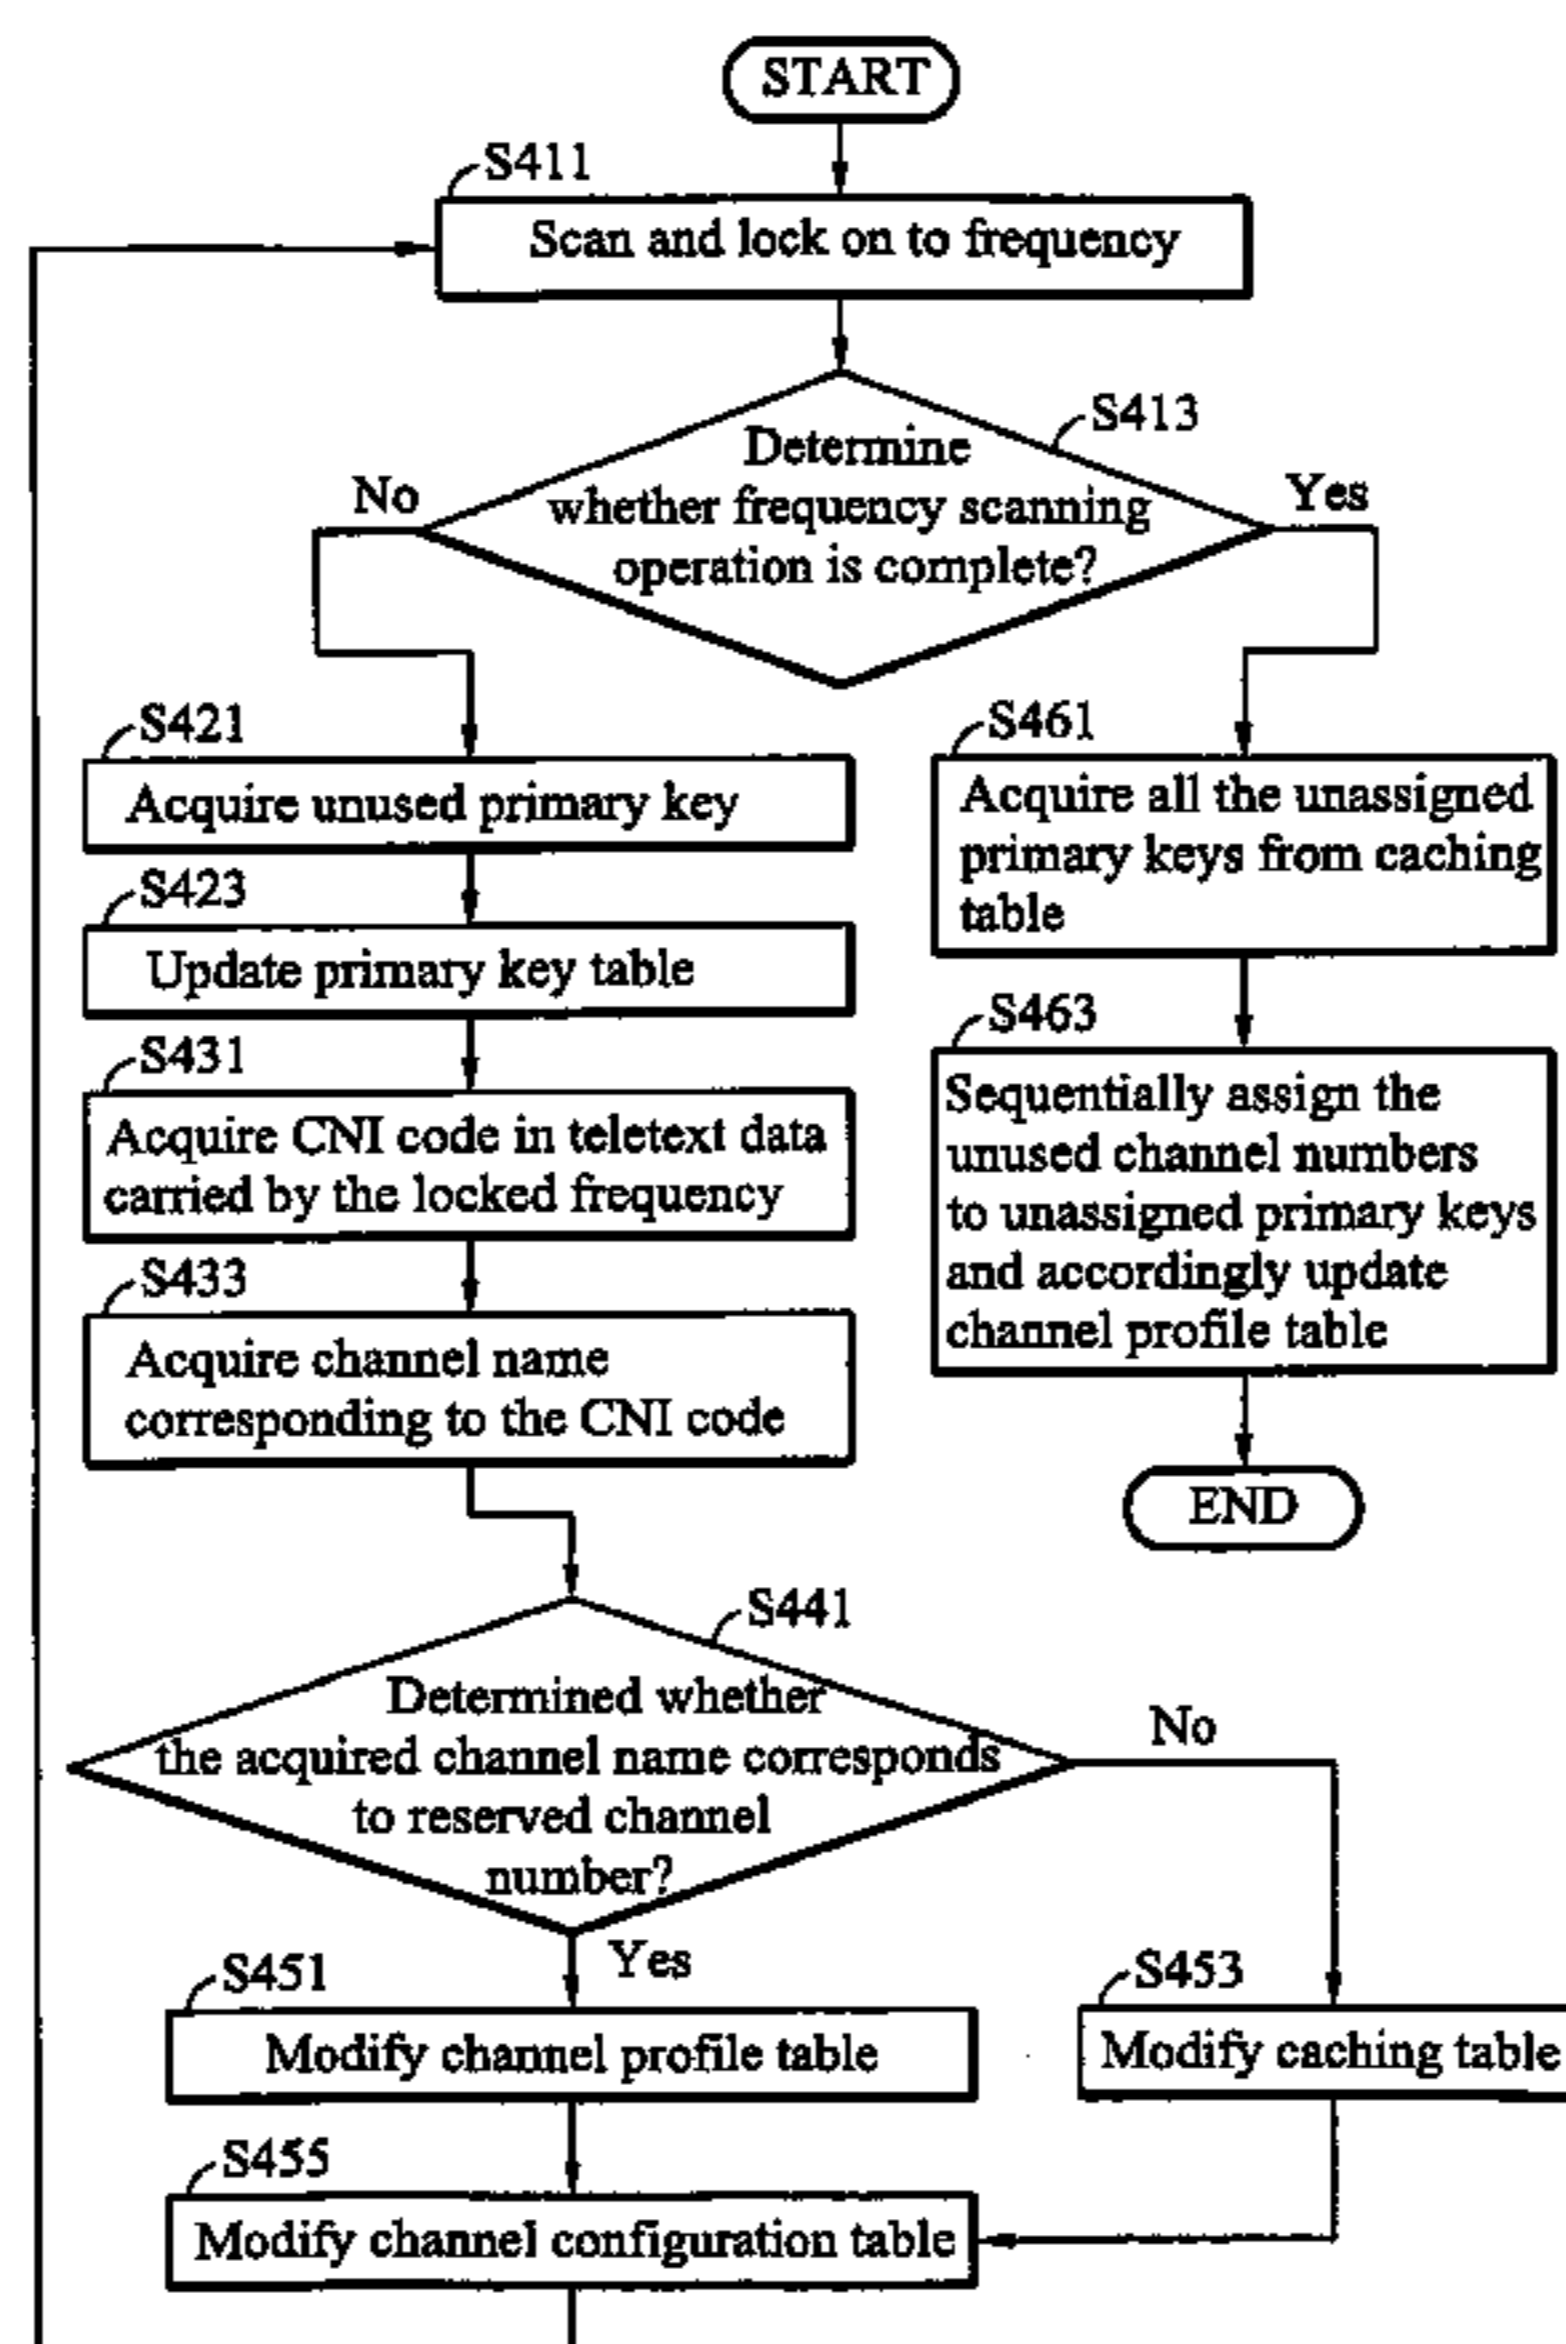 START
S411
Scan and lock on to frequency
S413
Determine
whether frequency scanning
operation is complete?
No
Yes
S421
Acquire unused primary key
S423
Update primary key table
S431
Acquire CNI code in teletext data
carried by the locked frequency
S433
Acquire channel name
corresponding to the CNI code
S461
Acquire all the unassigned
primary keys from caching
table
S463
Sequentially assign the
unused channel numbers
to unassigned primary keys
and accordingly update
channel profile table
END
S441
Determined whether
the acquired channel name corresponds
to reserved channel
number?
No
Yes
S451
Modify channel profile table
S453
Modify caching table
S455
Modify channel configuration table